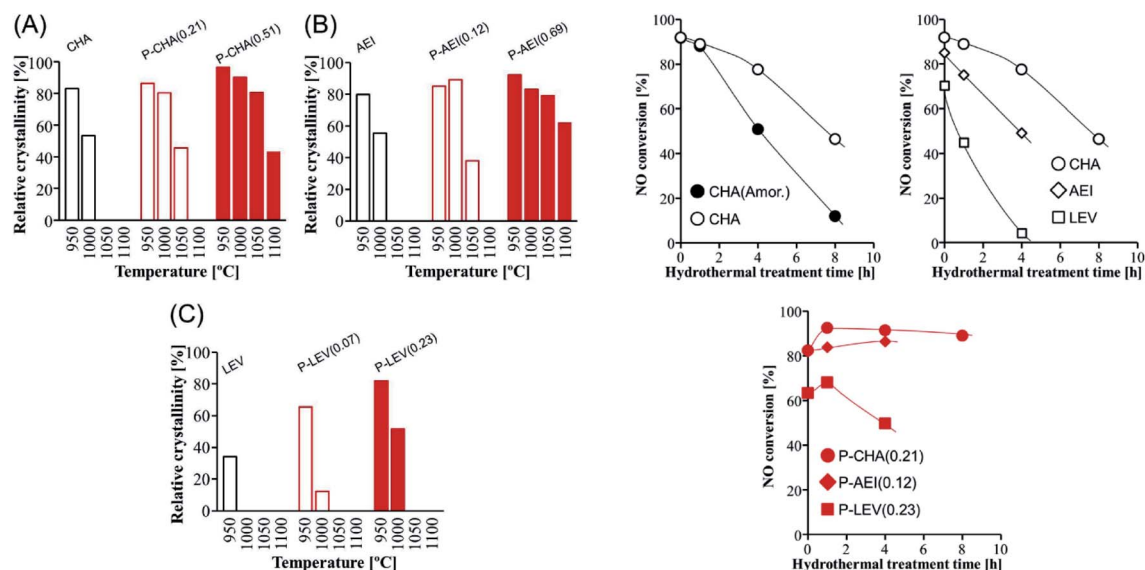 (A)
CHA
P-CHA(0.21)
P-CHA(0.51)
Relative crystallinity [%]
100
80
60
40
20
0
950
1000
1050
1100
950
1000
1050
1100
950
1000
1050
1100
Temperature [ºC]
(B)
AEI
P-AEI(0.12)
P-AEI(0.69)
Relative crystallinity [%]
100
80
60
40
20
0
950
1000
1050
1100
950
1000
1050
1100
950
1000
1050
1100
Temperature [ºC]
NO conversion [%]
100
80
60
40
20
0
CHA(Amor.)
CHA
0 2 4 6 8 10
Hydrothermal treatment time [h]
NO conversion [%]
100
80
60
40
20
0
CHA
AEI
LEV
0 2 4 6 8 10
Hydrothermal treatment time [h]
(C)
LEV
P-LEV(0.07)
P-LEV(0.23)
Relative crystallinity [%]
100
80
60
40
20
0
950
1000
1050
1100
950
1000
1050
1100
950
1000
1050
1100
Temperature [ºC]
NO conversion [%]
100
80
60
40
20
0
P-CHA(0.21)
P-AEI(0.12)
P-LEV(0.23)
0 2 4 6 8 10
Hydrothermal treatment time [h]